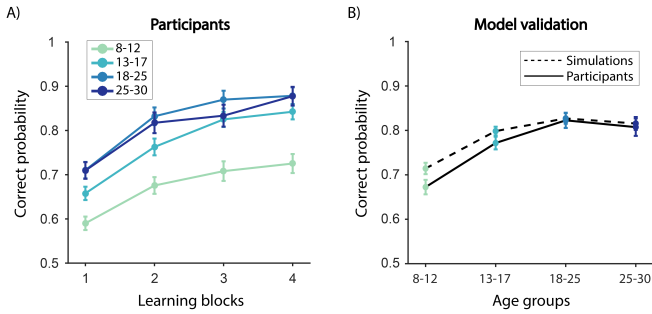 A)
Participants
8-12
13-17
18-25
25-30
Correct probability
1
0.9
0.8
0.7
0.6
0.5
1 2 3 4
Learning blocks
B)
Model validation
Simulations
Participants
Correct probability
1
0.9
0.8
0.7
0.6
0.5
8-12 13-17 18-25 25-30
Age groups